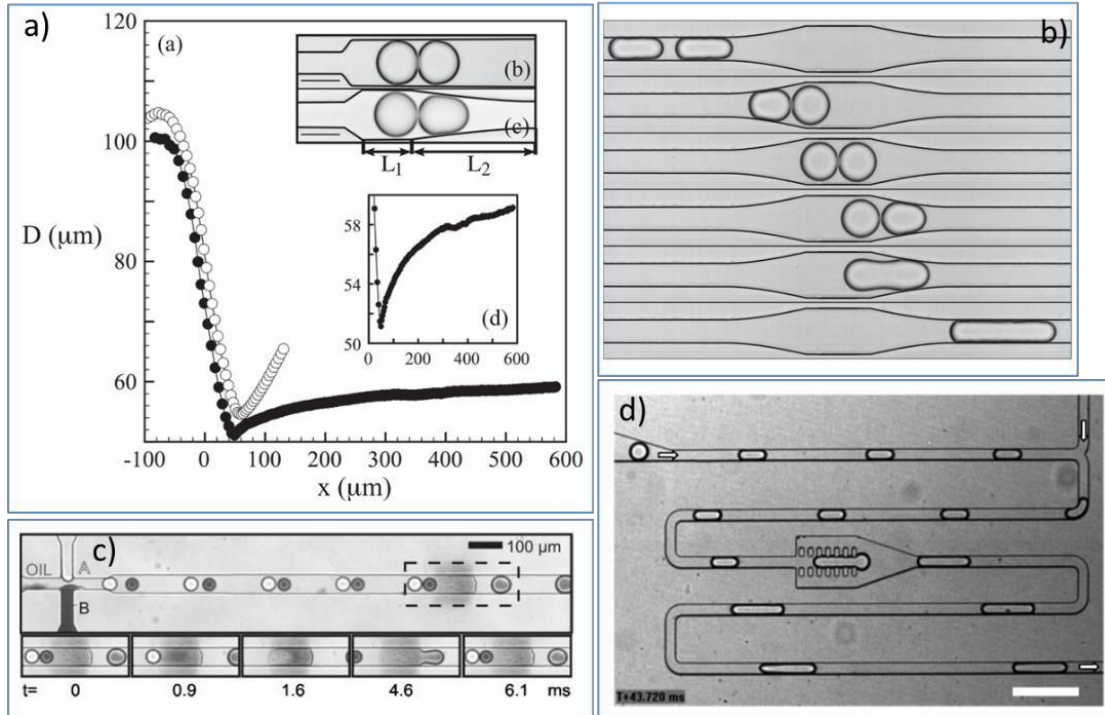 a)
120
(a)
(b)
100
(c)
L₁ L₂
D (μm)
80
58
54
(d)
50
0 200 400 600
60
-100 0 100 200 300 400 500 600
x (μm)
b)
c)
100 μm
OIL
A
B
t= 0 0.9 1.6 4.6 6.1 ms
d)
T+43.720 ms